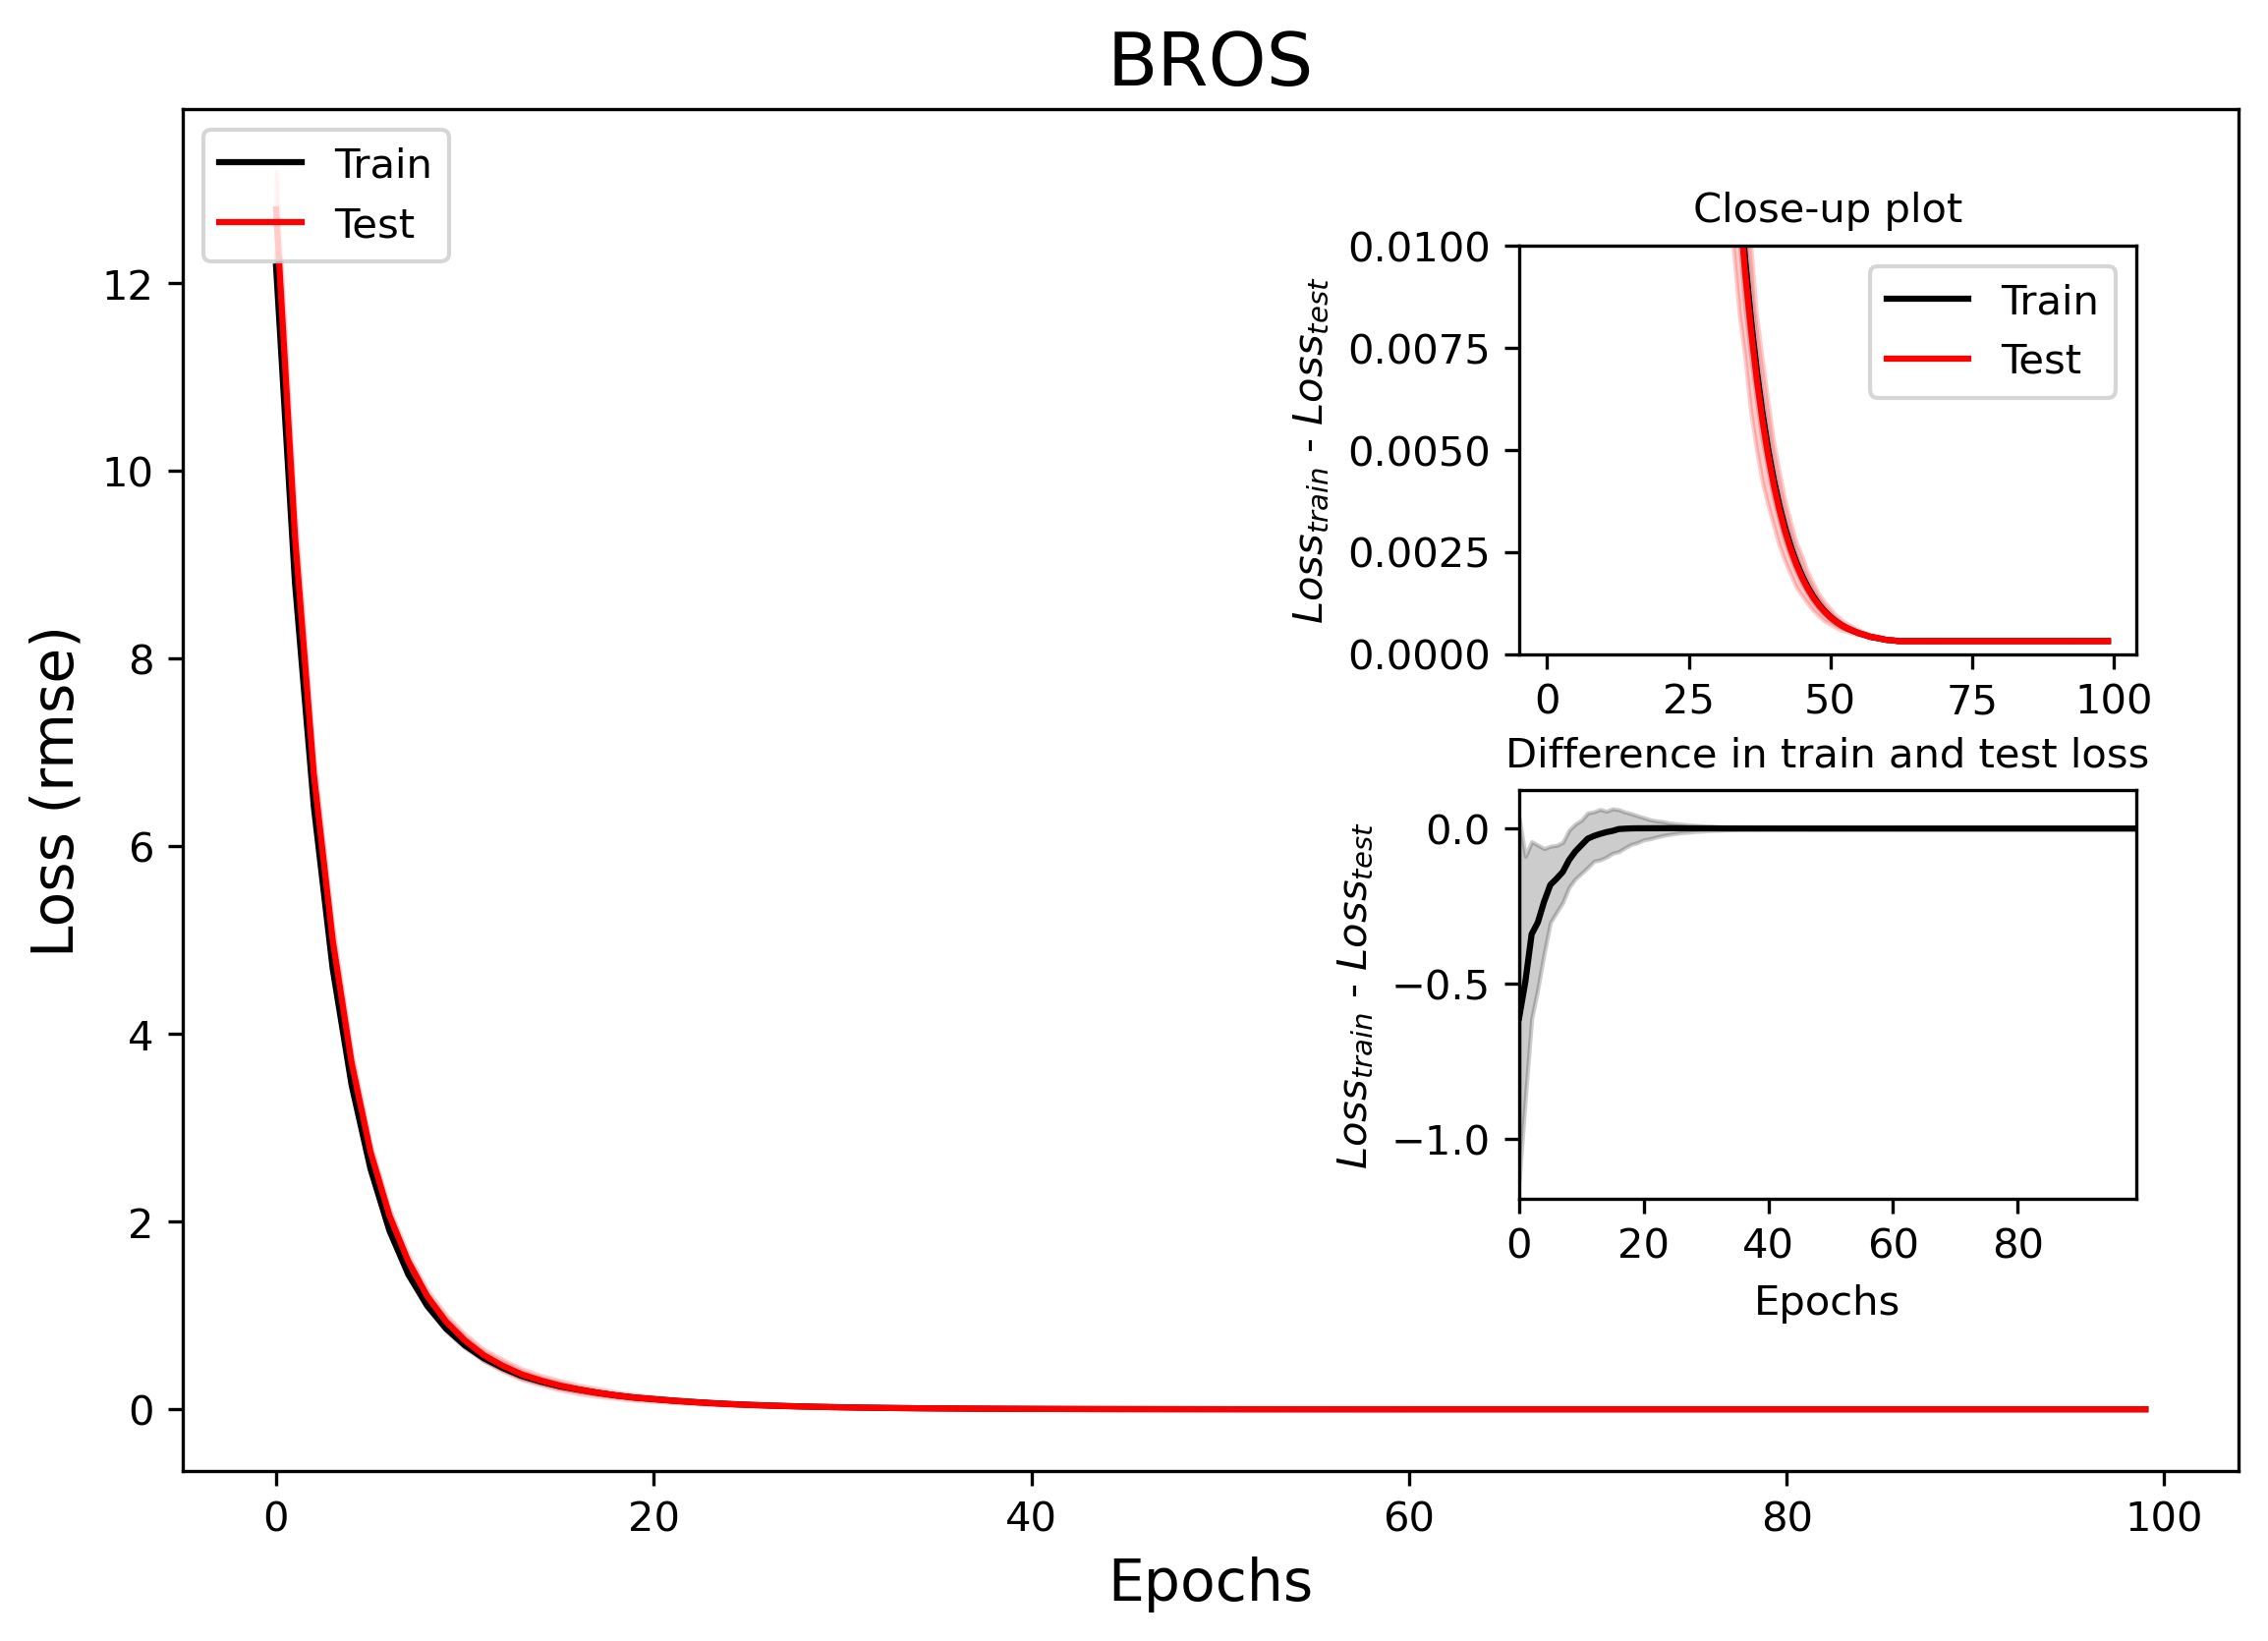 BROS
Train
Test
12
10
8
6
4
2
0
Loss (rmse)
0 20 40 60 80 100
Epochs
Close-up plot
0.0100
0.0075
0.0050
0.0025
0.0000
Loss_train - Loss_test
Train
Test
0 25 50 75 100
Difference in train and test loss
0.0
−0.5
−1.0
Loss_train - Loss_test
0 20 40 60 80
Epochs